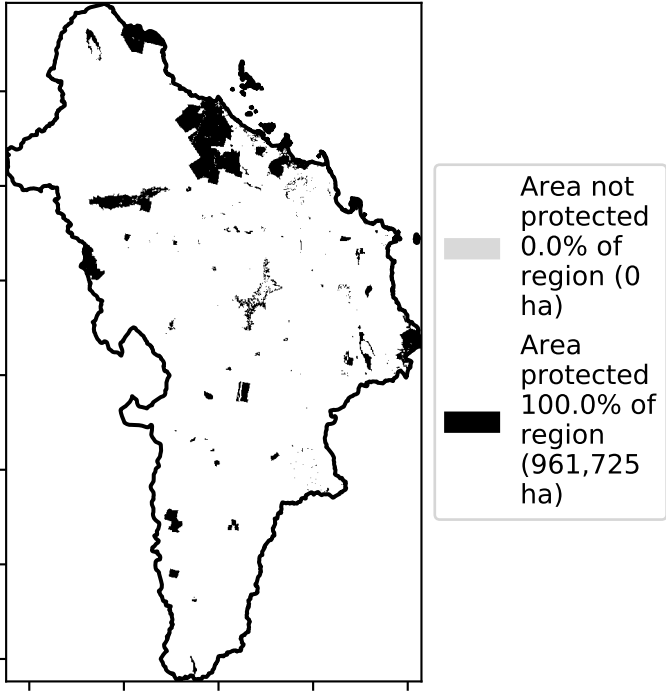 Area not
protected
0.0% of
region (0
ha)
Area
protected
100.0% of
region
(961,725
ha)